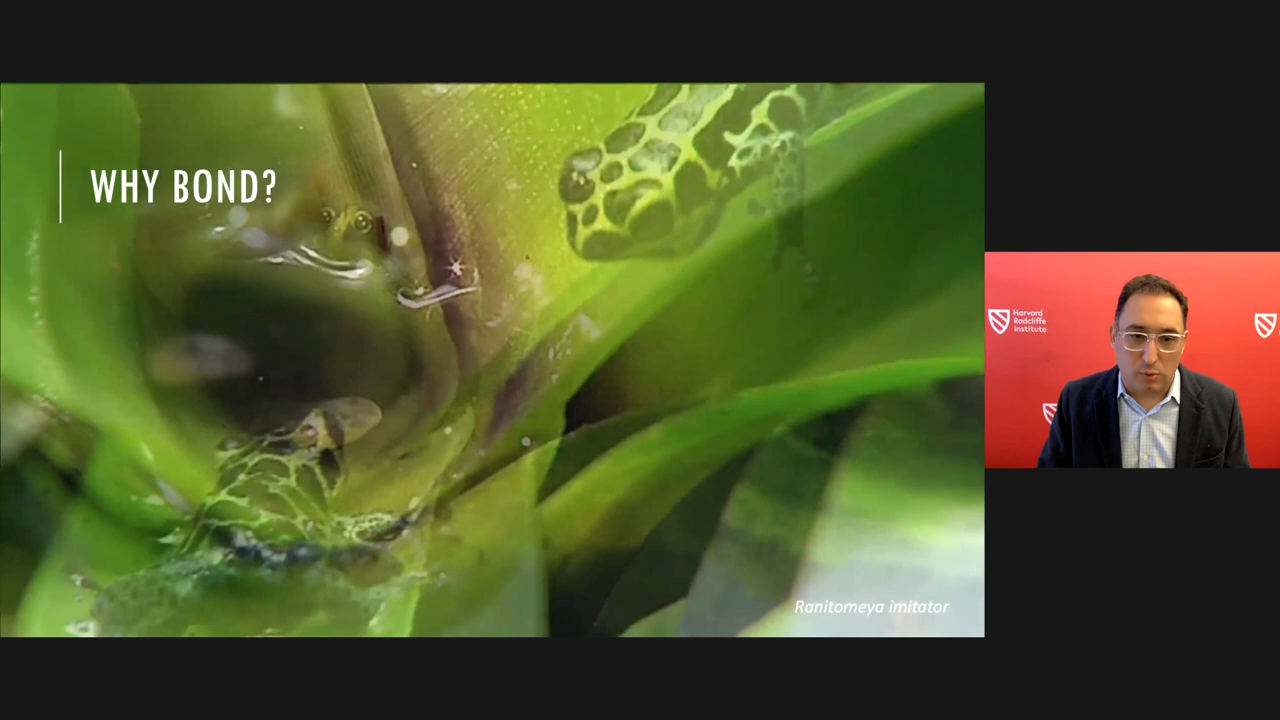 WHY BOND?
Harvard
Radcliffe
Institute
Ranitomeya imitator